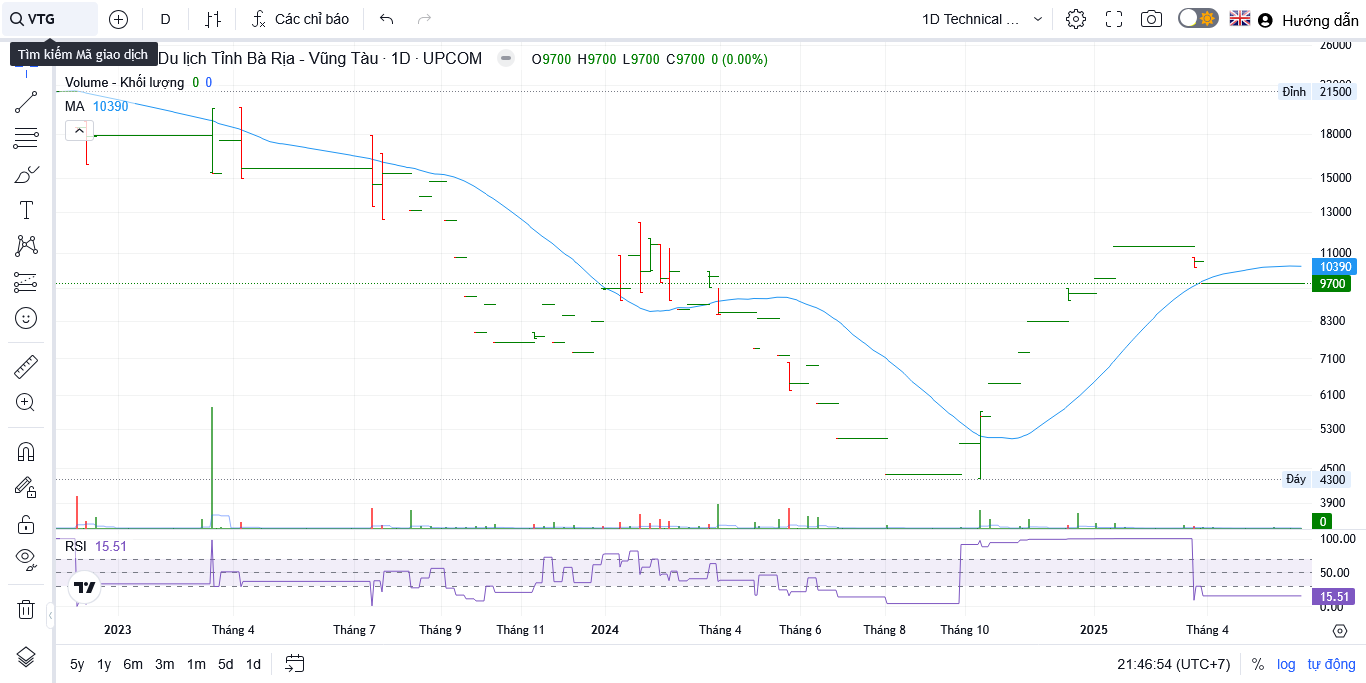 VTG
D
Các chỉ báo
1D Technical ...
Hướng dẫn
Tìm kiếm Mã giao dịch
Du lịch Tỉnh Bà Rịa - Vũng Tàu · 1D · UPCOM
O9700 H9700 L9700 C9700 0 (0.00%)
Volume - Khối lượng 0 0
MA 10390
26000
Đỉnh 21500
18000
15000
13000
11000
10390
9700
8300
7100
6100
5300
4500
Đáy 4300
3900
0
RSI 15.51
100.00
50.00
15.51
0.00
2023
Tháng 4
Tháng 7
Tháng 9
Tháng 11
2024
Tháng 4
Tháng 6
Tháng 8
Tháng 10
2025
Tháng 4
5y 1y 6m 3m 1m 5d 1d
21:46:54 (UTC+7)
% log tự động